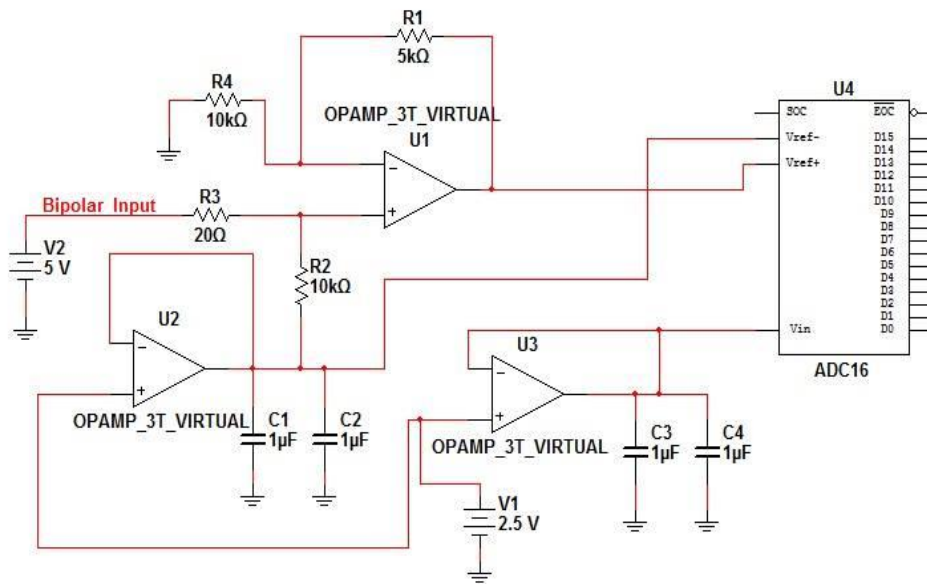 R1
5kΩ
R4
10kΩ
OPAMP_3T_VIRTUAL
U1
U4
SOC
EOC
Vref-
Vref+
D15
D14
D13
D12
D11
D10
D9
D8
D7
D6
D5
D4
D3
D2
D1
D0
Vin
ADC16
Bipolar Input
R3
20Ω
V2
5 V
R2
10kΩ
U2
OPAMP_3T_VIRTUAL
C1
1µF
C2
1µF
U3
OPAMP_3T_VIRTUAL
C3
1µF
C4
1µF
V1
2.5 V